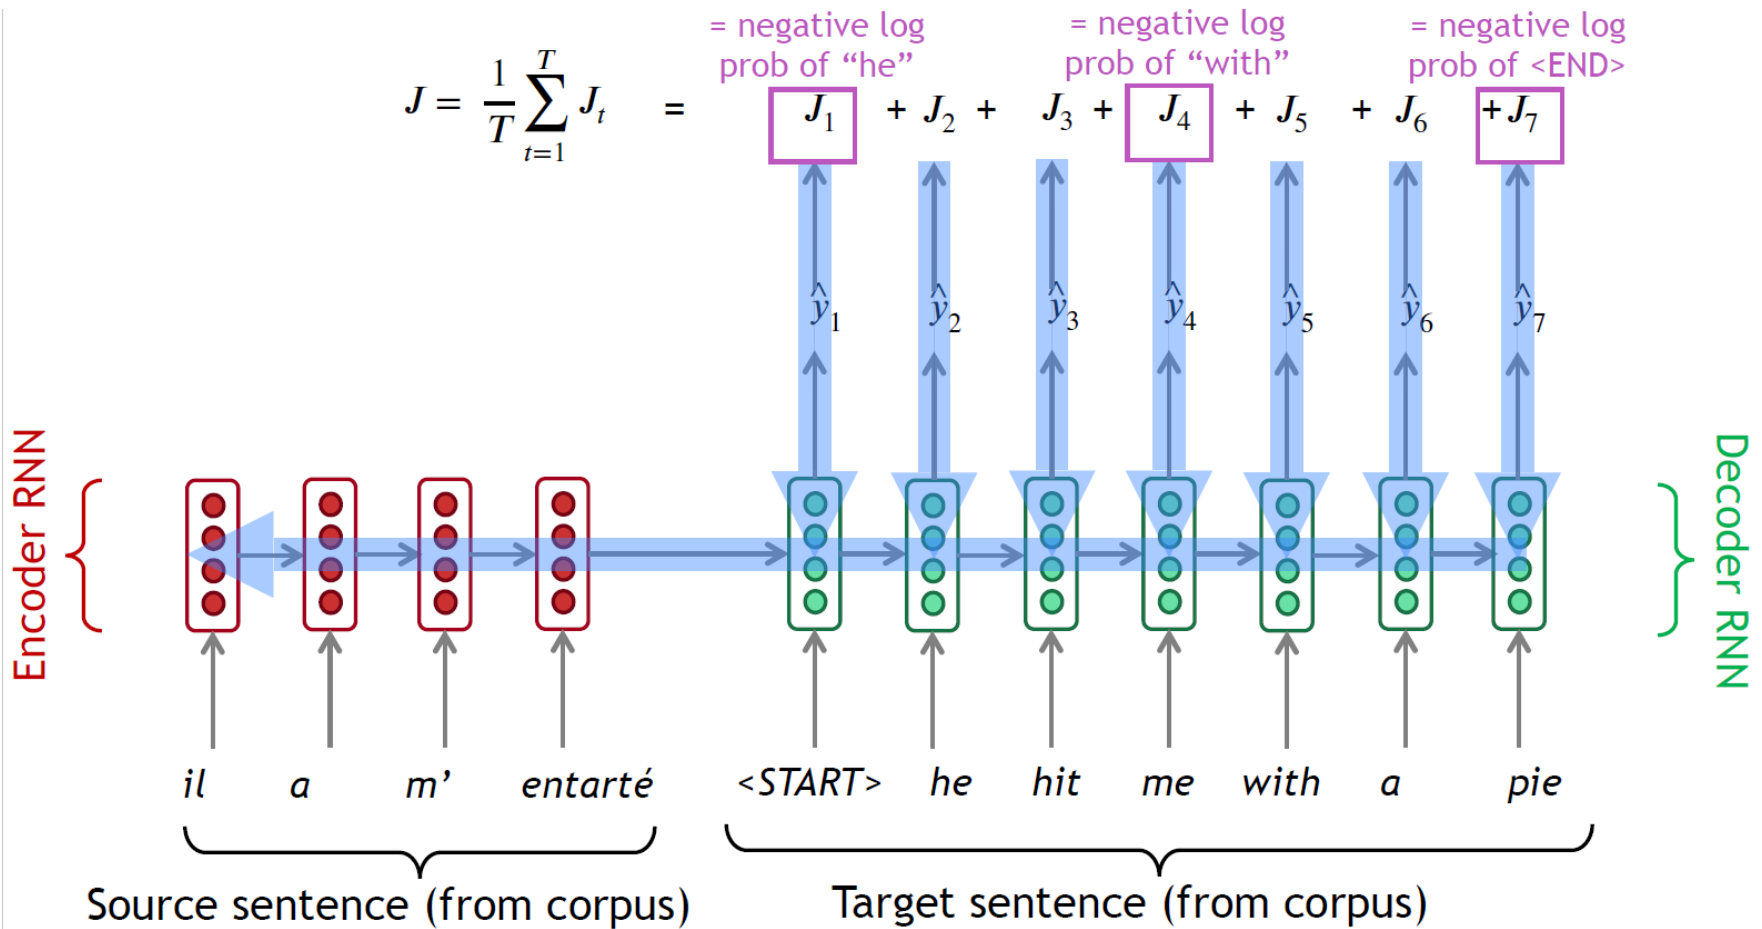 = negative log
prob of “he”
= negative log
prob of “with”
= negative log
prob of <END>
J = 1/T ∑_{t=1}^{T} J_t = J_1 + J_2 + J_3 + J_4 + J_5 + J_6 + J_7
ŷ_1 ŷ_2 ŷ_3 ŷ_4 ŷ_5 ŷ_6 ŷ_7
Encoder RNN
Decoder RNN
il a m’ entarté <START> he hit me with a pie
Source sentence (from corpus)
Target sentence (from corpus)